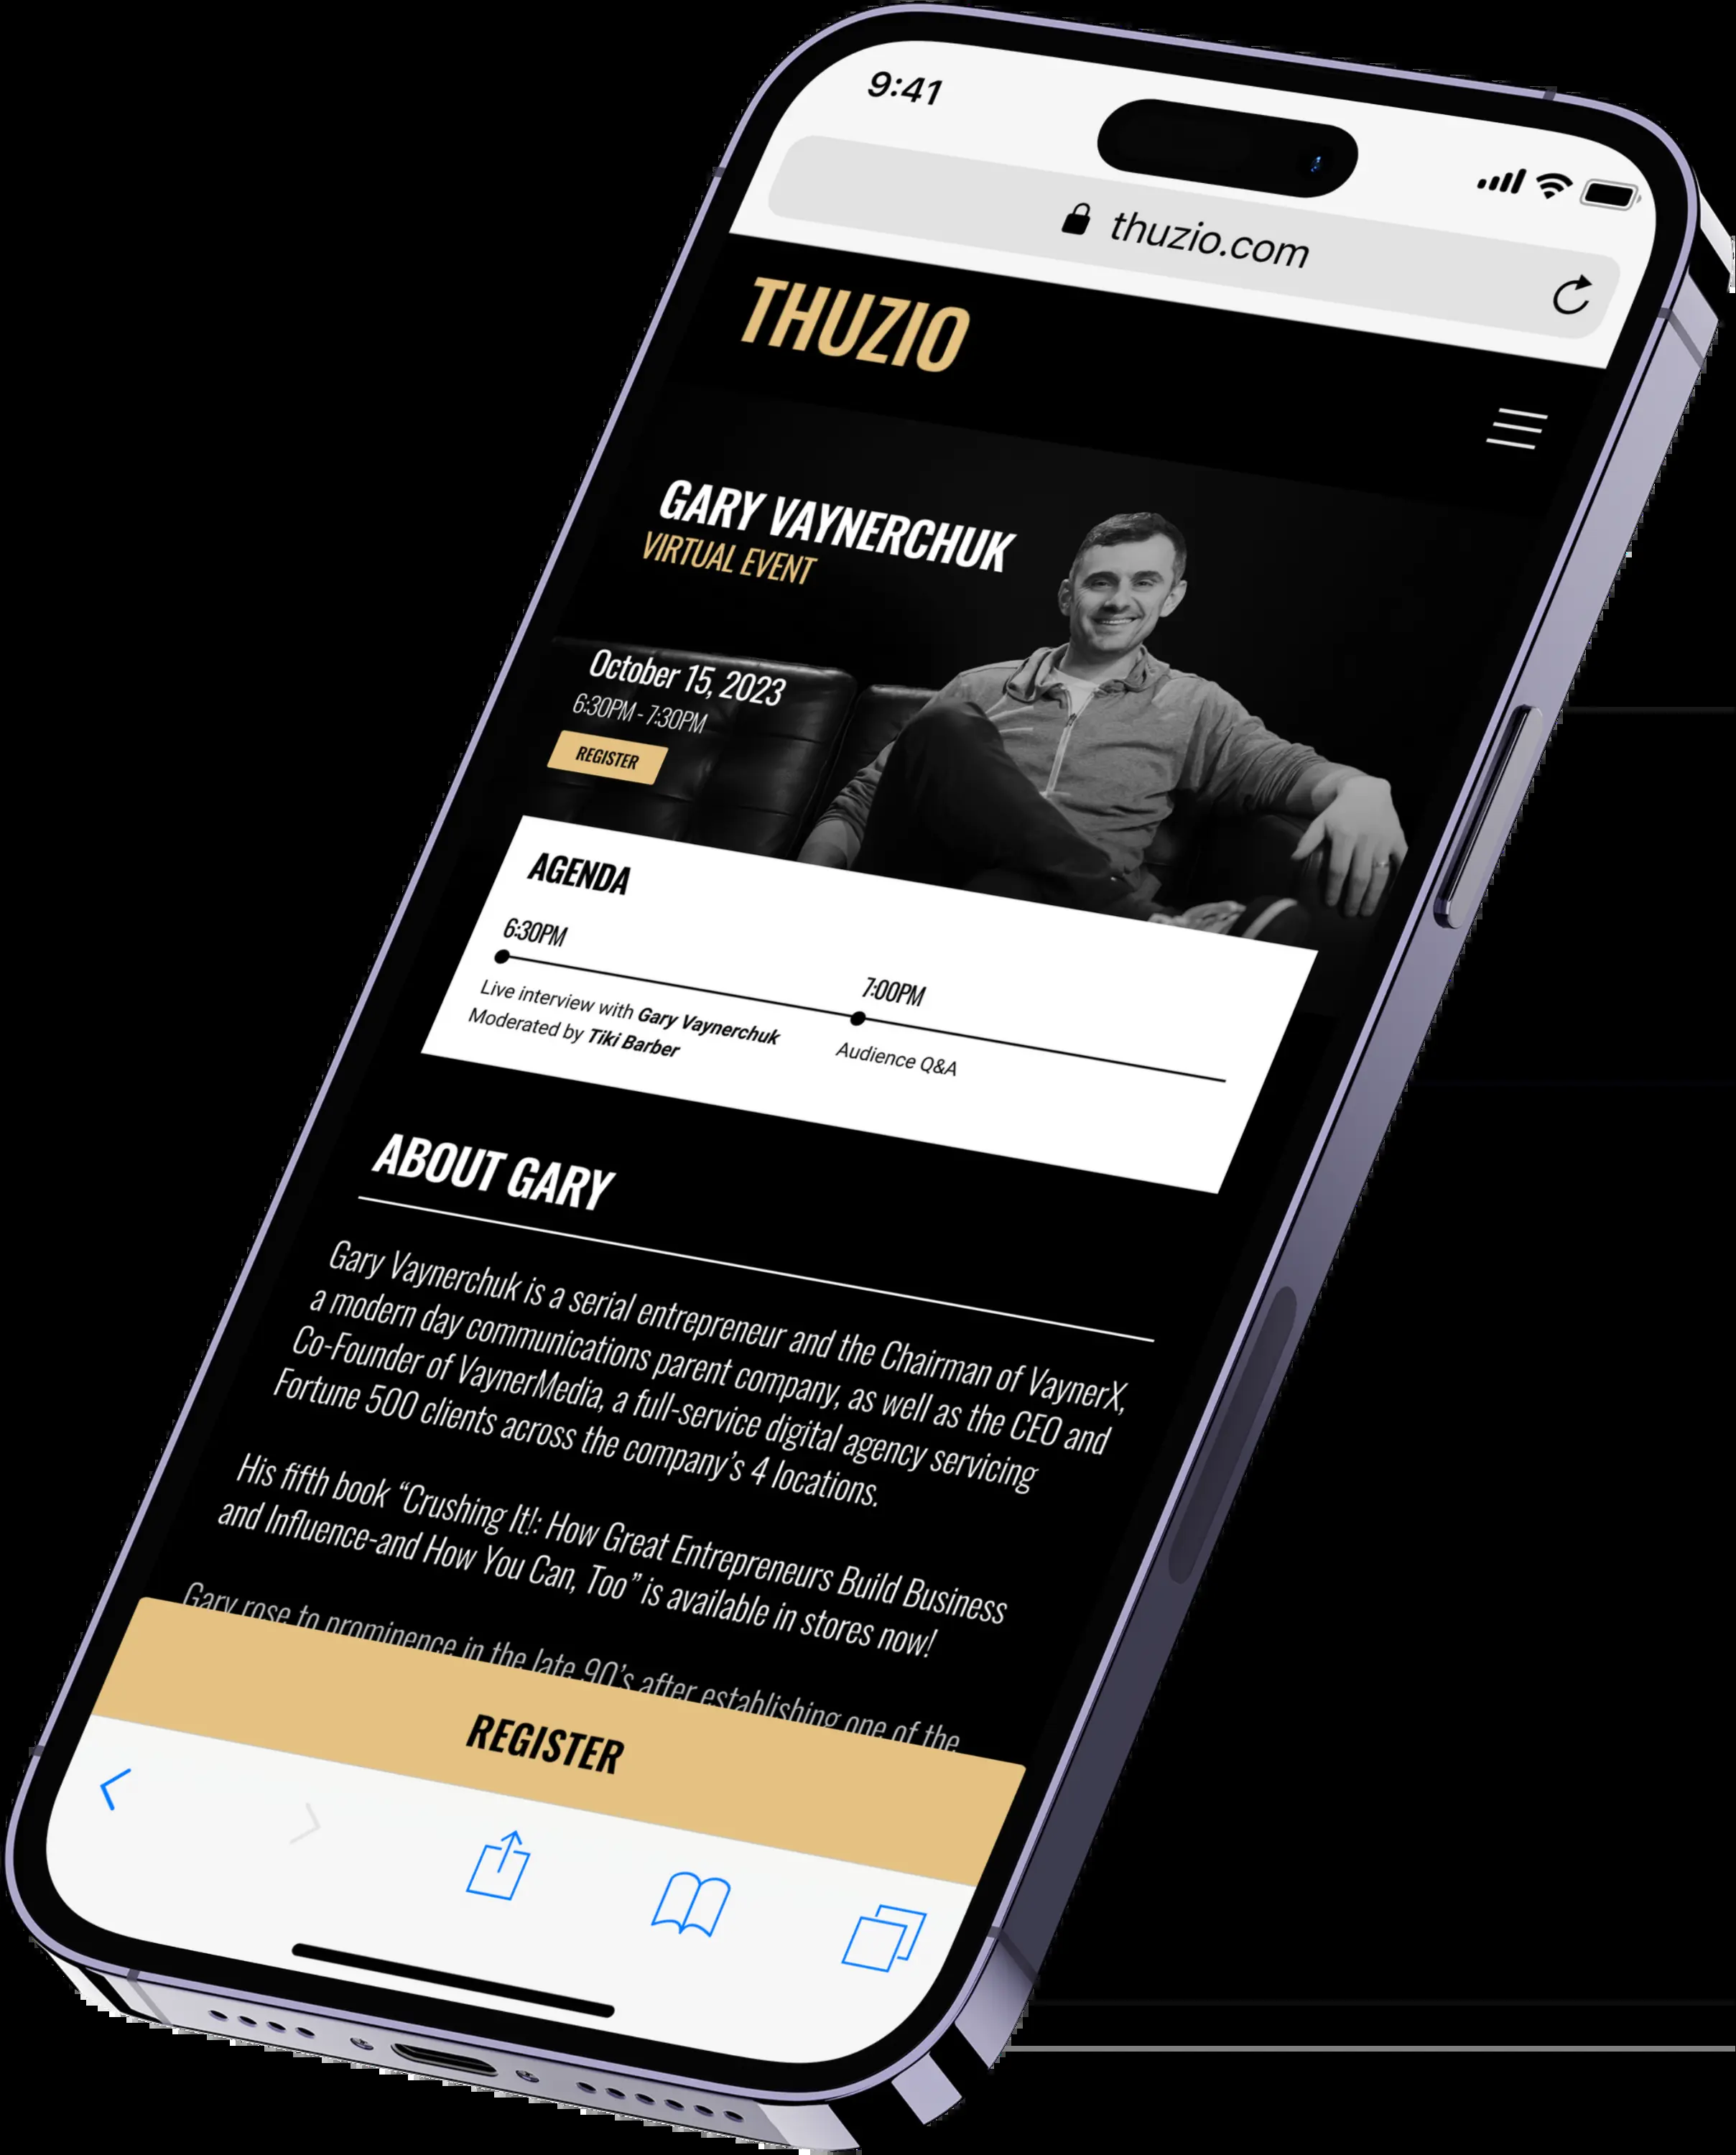 9:41
thuzio.com
THUZIO
GARY VAYNERCHUK
VIRTUAL EVENT
October 15, 2023
6:30PM - 7:30PM
REGISTER
AGENDA
6:30PM
7:00PM
Live interview with Gary Vaynerchuk
Moderated by Tiki Barber
Audience Q&A
ABOUT GARY
Gary Vaynerchuk is a serial entrepreneur and the Chairman of VaynerX,
a modern day communications parent company, as well as the CEO and
Co-Founder of VaynerMedia, a full-service digital agency servicing
Fortune 500 clients across the company’s 4 locations.
His fifth book “Crushing It!: How Great Entrepreneurs Build Business
and Influence-and How You Can, Too” is available in stores now!
Gary rose to prominence in the late 90’s after establishing one of the
REGISTER